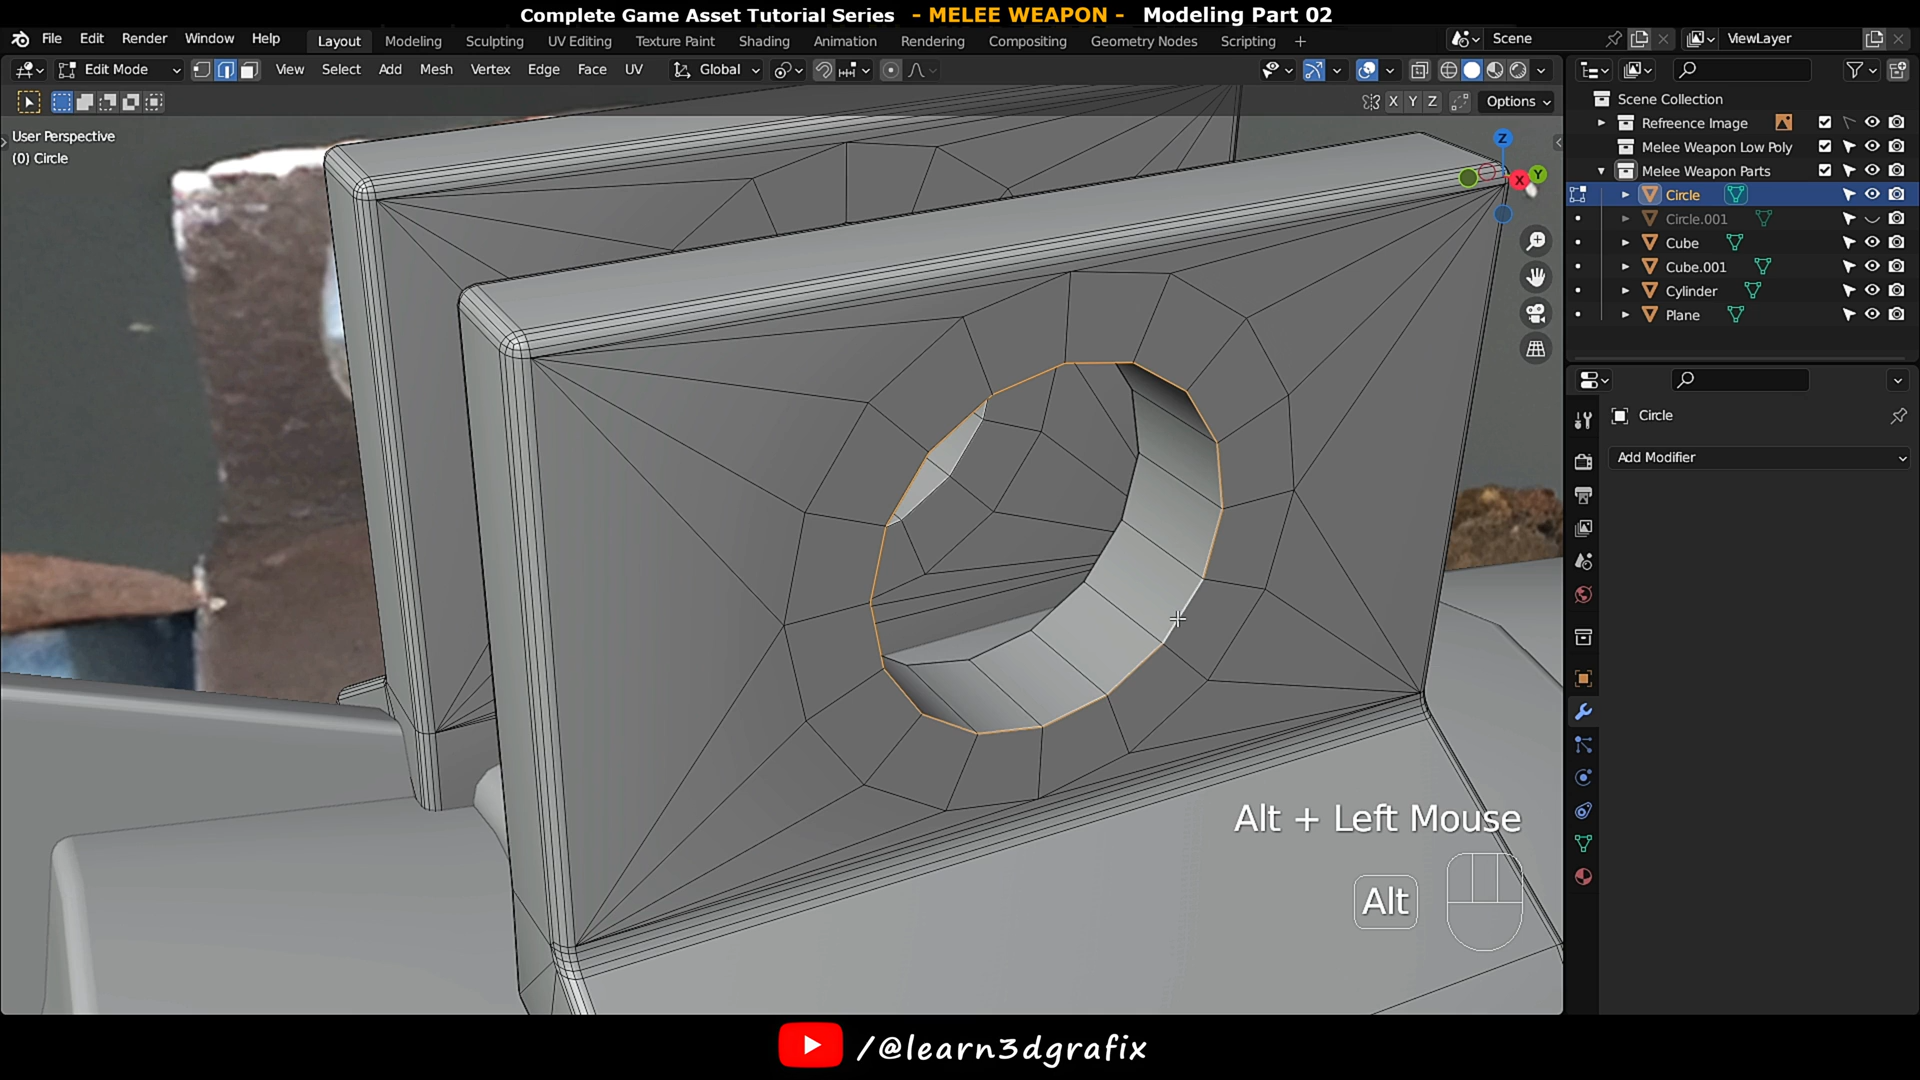 Complete Game Asset Tutorial Series - MELEE WEAPON - Modeling Part 02
File Edit Render Window Help Layout Modeling Sculpting UV Editing Texture Paint Shading Animation Rendering Compositing Geometry Nodes Scripting + Scene ViewLayer
Edit Mode View Select Add Mesh Vertex Edge Face UV Global
X Y Z Options
User Perspective
(0) Circle
Z
X Y
Scene Collection
Refreence Image
Melee Weapon Low Poly
Melee Weapon Parts
Circle
Circle.001
Cube
Cube.001
Cylinder
Plane
Circle
Add Modifier
Alt + Left Mouse
Alt
/@learn3dgrafix